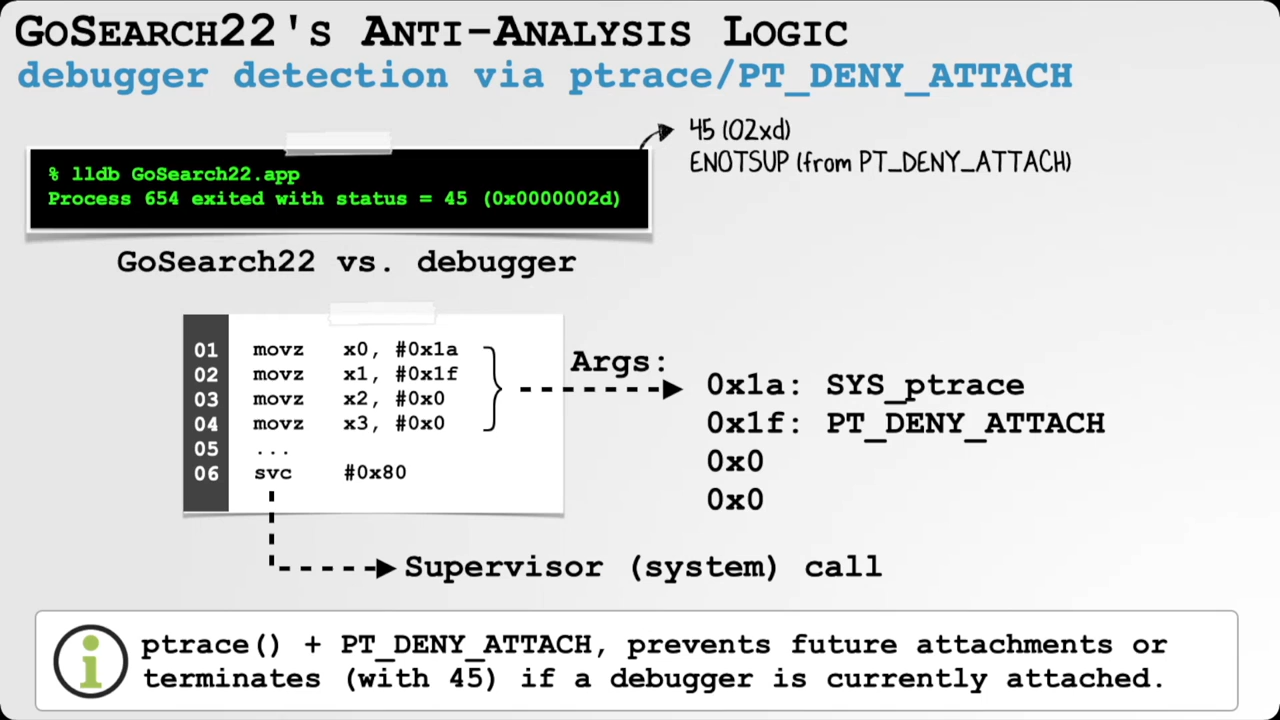 GoSearch22's Anti-Analysis Logic
debugger detection via ptrace/PT_DENY_ATTACH
45 (02xd)
ENOTSUP (from PT_DENY_ATTACH)
% lldb GoSearch22.app
Process 654 exited with status = 45 (0x0000002d)
GoSearch22 vs. debugger
01 movz x0, #0x1a
02 movz x1, #0x1f
03 movz x2, #0x0
04 movz x3, #0x0
05 ...
06 svc #0x80
Args:
0x1a: SYS_ptrace
0x1f: PT_DENY_ATTACH
0x0
0x0
Supervisor (system) call
i
ptrace() + PT_DENY_ATTACH, prevents future attachments or
terminates (with 45) if a debugger is currently attached.